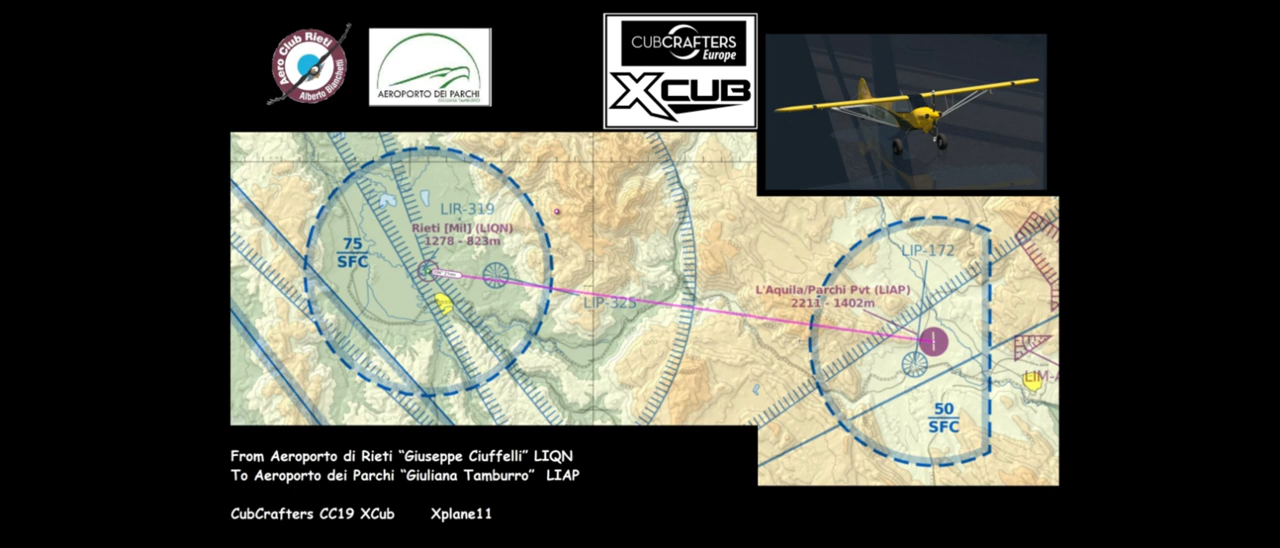 Aero Club Rieti
Alberto Bianchetti
AEROPORTO DEI PARCHI
CUBCRAFTERS
Europe
XCUB
LIR-319
Rieti [Mil] (LIQN)
1278 - 823m
75
SFC
LIP-325
LIP-172
L'Aquila/Parchi Pvt (LIAP)
2211 - 1402m
LIM-A
50
SFC
From Aeroporto di Rieti “Giuseppe Ciuffelli” LIQN
To Aeroporto dei Parchi “Giuliana Tamburro” LIAP
CubCrafters CC19 XCub Xplane11